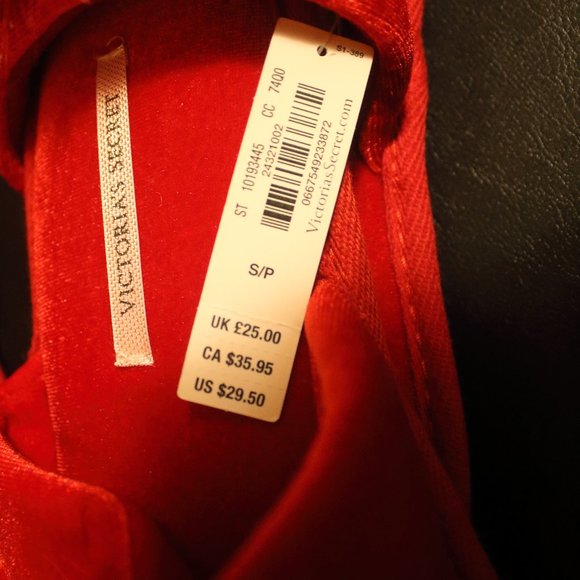 VICTORIA'S SECRET
S1-389
ST 10193445 CC 74Q0
24321002
0667549233872
VictoriasSecret.com
S/P
UK £25.00
CA $35.95
US $29.50